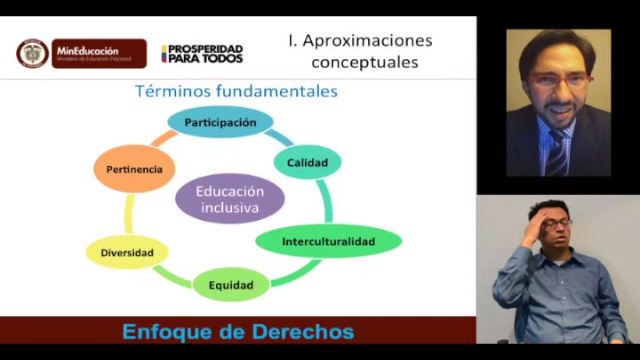 MinEducación
Ministerio de Educación Nacional
PROSPERIDAD
PARA TODOS
I. Aproximaciones
conceptuales
Términos fundamentales
Participación
Calidad
Pertinencia
Educación
inclusiva
Interculturalidad
Diversidad
Equidad
Enfoque de Derechos